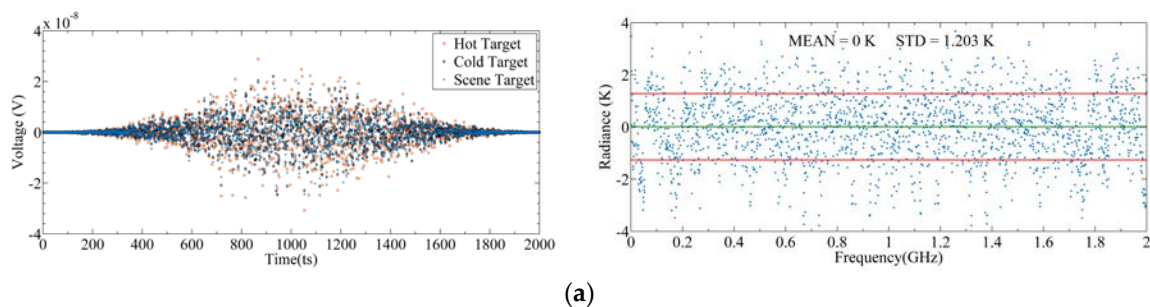 x 10⁻⁸
4
2
0
-2
-4
Voltage (V)
Hot Target
Cold Target
Scene Target
0 200 400 600 800 1000 1200 1400 1600 1800 2000
Time(ts)
4
2
0
-2
-4
Radiance (K)
MEAN = 0 K STD = 1.203 K
0 0.2 0.4 0.6 0.8 1 1.2 1.4 1.6 1.8 2
Frequency(GHz)
(a)